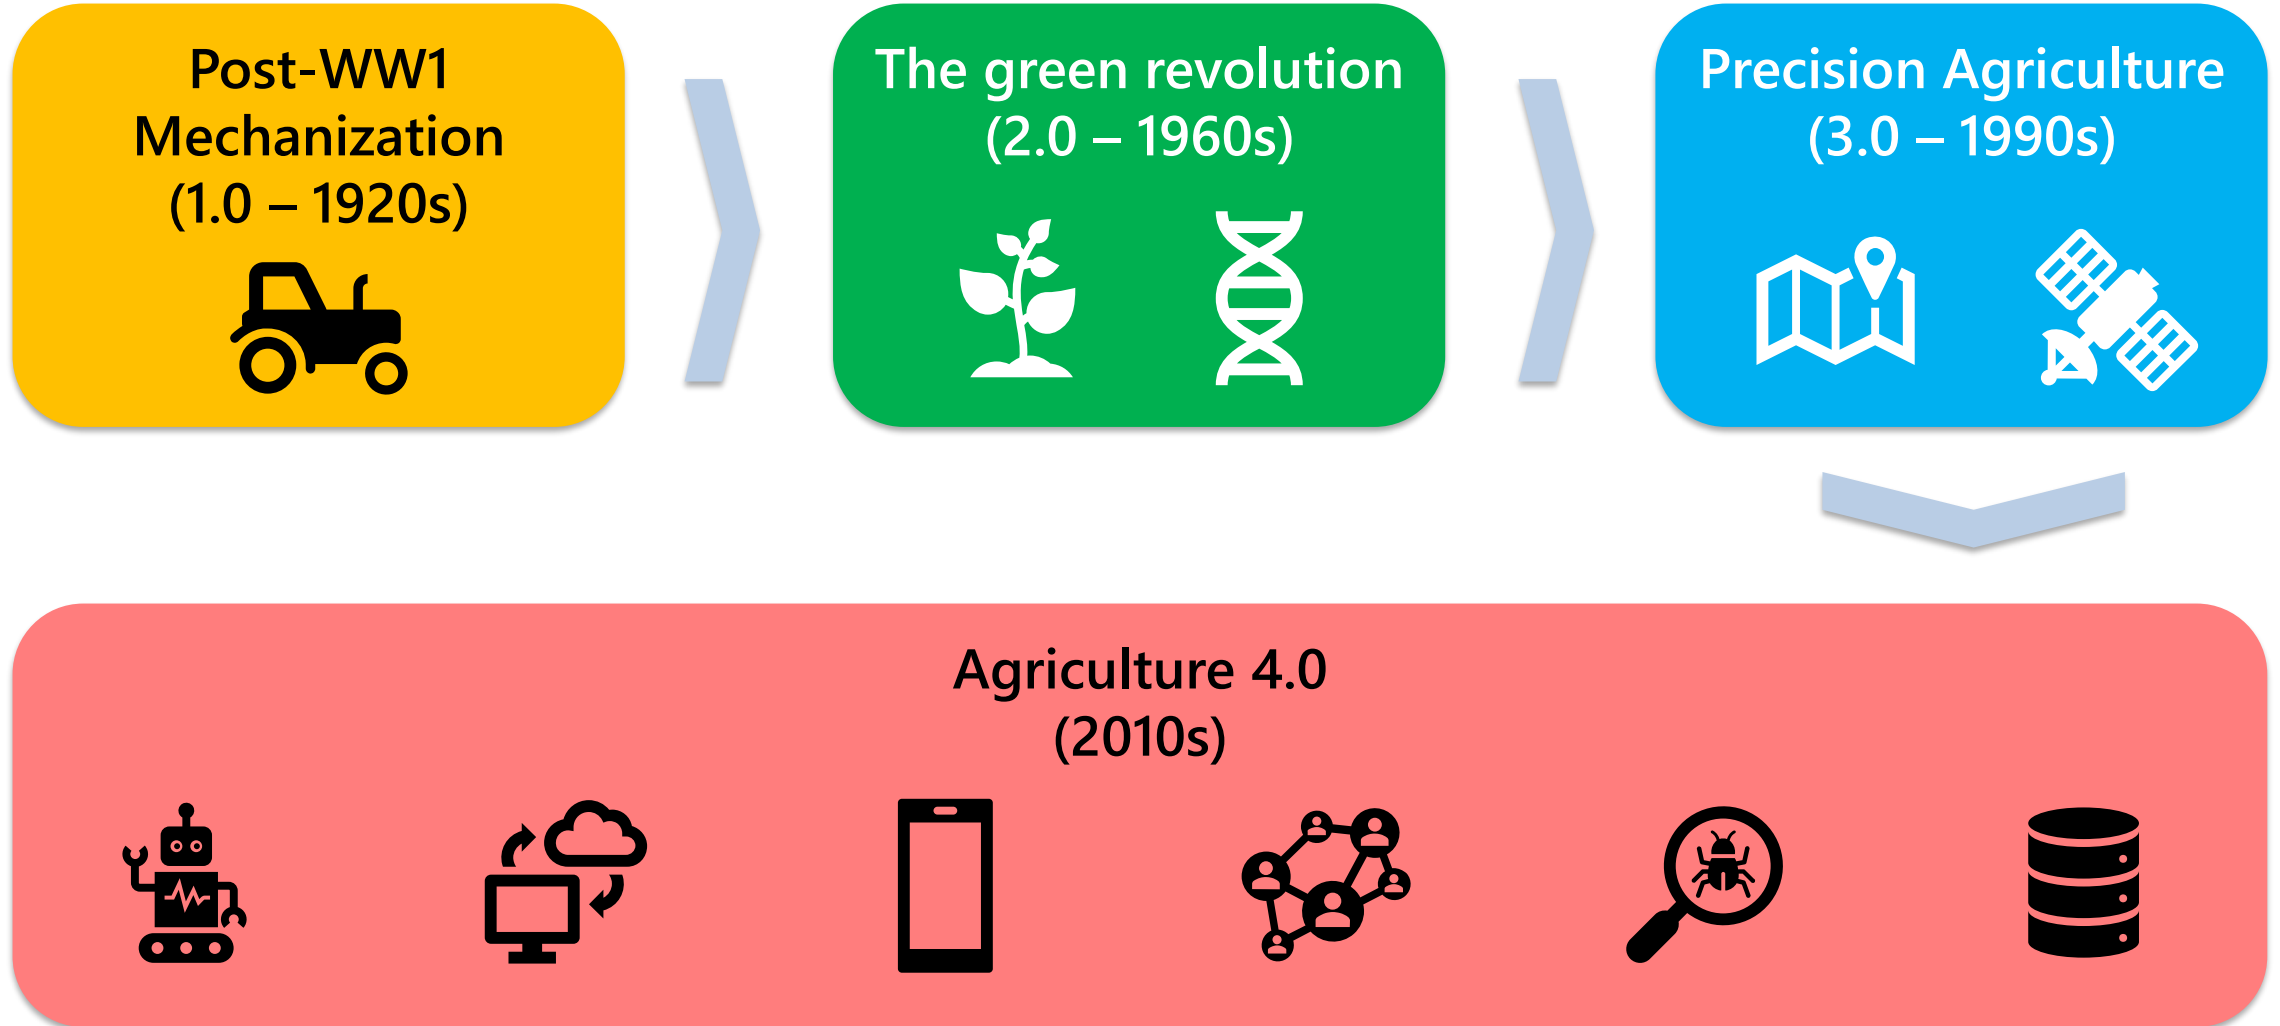 Post-WW1
Mechanization
(1.0 – 1920s)
The green revolution
(2.0 – 1960s)
Precision Agriculture
(3.0 – 1990s)
Agriculture 4.0
(2010s)